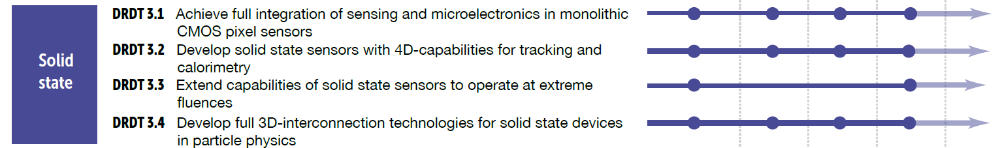 Solid
state
DRDT 3.1 Achieve full integration of sensing and microelectronics in monolithic
CMOS pixel sensors
DRDT 3.2 Develop solid state sensors with 4D-capabilities for tracking and
calorimetry
DRDT 3.3 Extend capabilities of solid state sensors to operate at extreme
fluences
DRDT 3.4 Develop full 3D-interconnection technologies for solid state devices
in particle physics